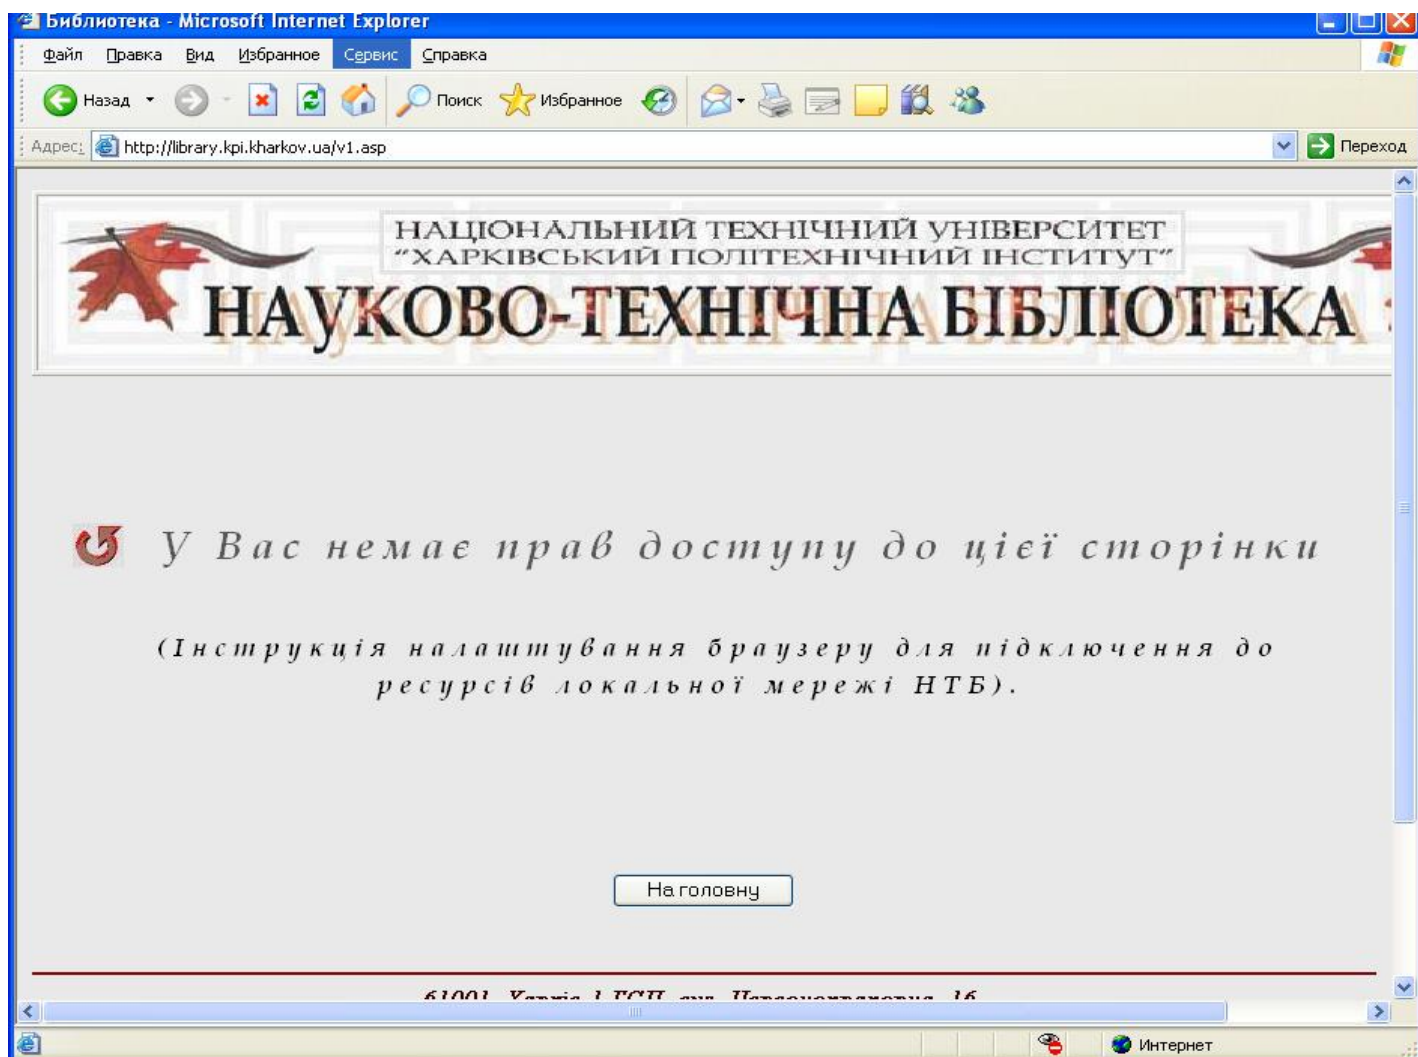 Библиотека - Microsoft Internet Explorer
Файл Правка Вид Избранное Сервис Справка
Назад Поиск Избранное
Адрес: http://library.kpi.kharkov.ua/v1.asp Переход
НАЦІОНАЛЬНИЙ ТЕХНІЧНИЙ УНІВЕРСИТЕТ
“ХАРКІВСЬКИЙ ПОЛІТЕХНІЧНИЙ ІНСТИТУТ”
НАУКОВО-ТЕХНІЧНА БІБЛІОТЕКА
У Вас немає прав доступу до цієї сторінки
(Інструкція налаштування браузеру для підключення до
ресурсів локальної мережі НТБ).
На головну
61001
Интернет